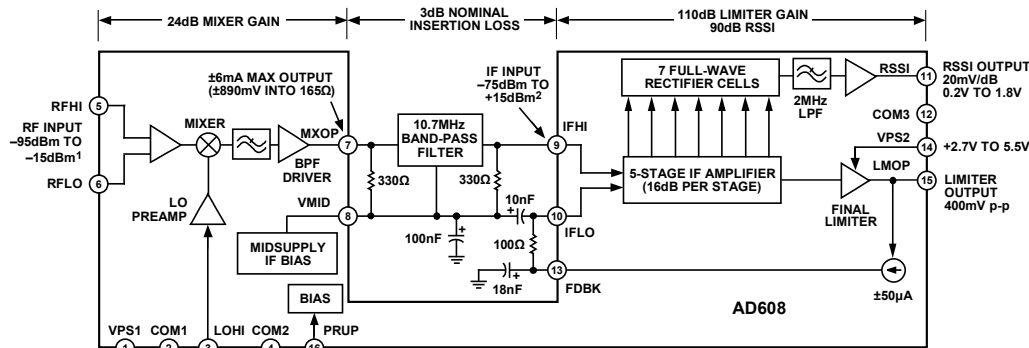 24dB MIXER GAIN
3dB NOMINAL
INSERTION LOSS
110dB LIMITER GAIN
90dB RSSI
±6mA MAX OUTPUT
(±890mV INTO 165Ω)
IF INPUT
–75dBm TO
+15dBm2
7 FULL-WAVE
RECTIFIER CELLS
2MHz
LPF
RSSI
11
RSSI OUTPUT
20mV/dB
0.2V TO 1.8V
RFHI
5
RF INPUT
–95dBm TO
–15dBm1
RFLO
6
MIXER
MXOP
7
BPF
DRIVER
10.7MHz
BAND-PASS
FILTER
IFHI
9
COM3
12
VPS2
14
+2.7V TO 5.5V
5-STAGE IF AMPLIFIER
(16dB PER STAGE)
LMOP
15
LIMITER
OUTPUT
400mV p-p
FINAL
LIMITER
330Ω
330Ω
LO
PREAMP
VMID
8
10nF
+
10
IFLO
MIDSUPPLY
IF BIAS
100nF
+
100Ω
18nF
+
13
FDBK
±50µA
BIAS
AD608
VPS1
COM1
LOHI
COM2
PRUP
1
2
3
4
16